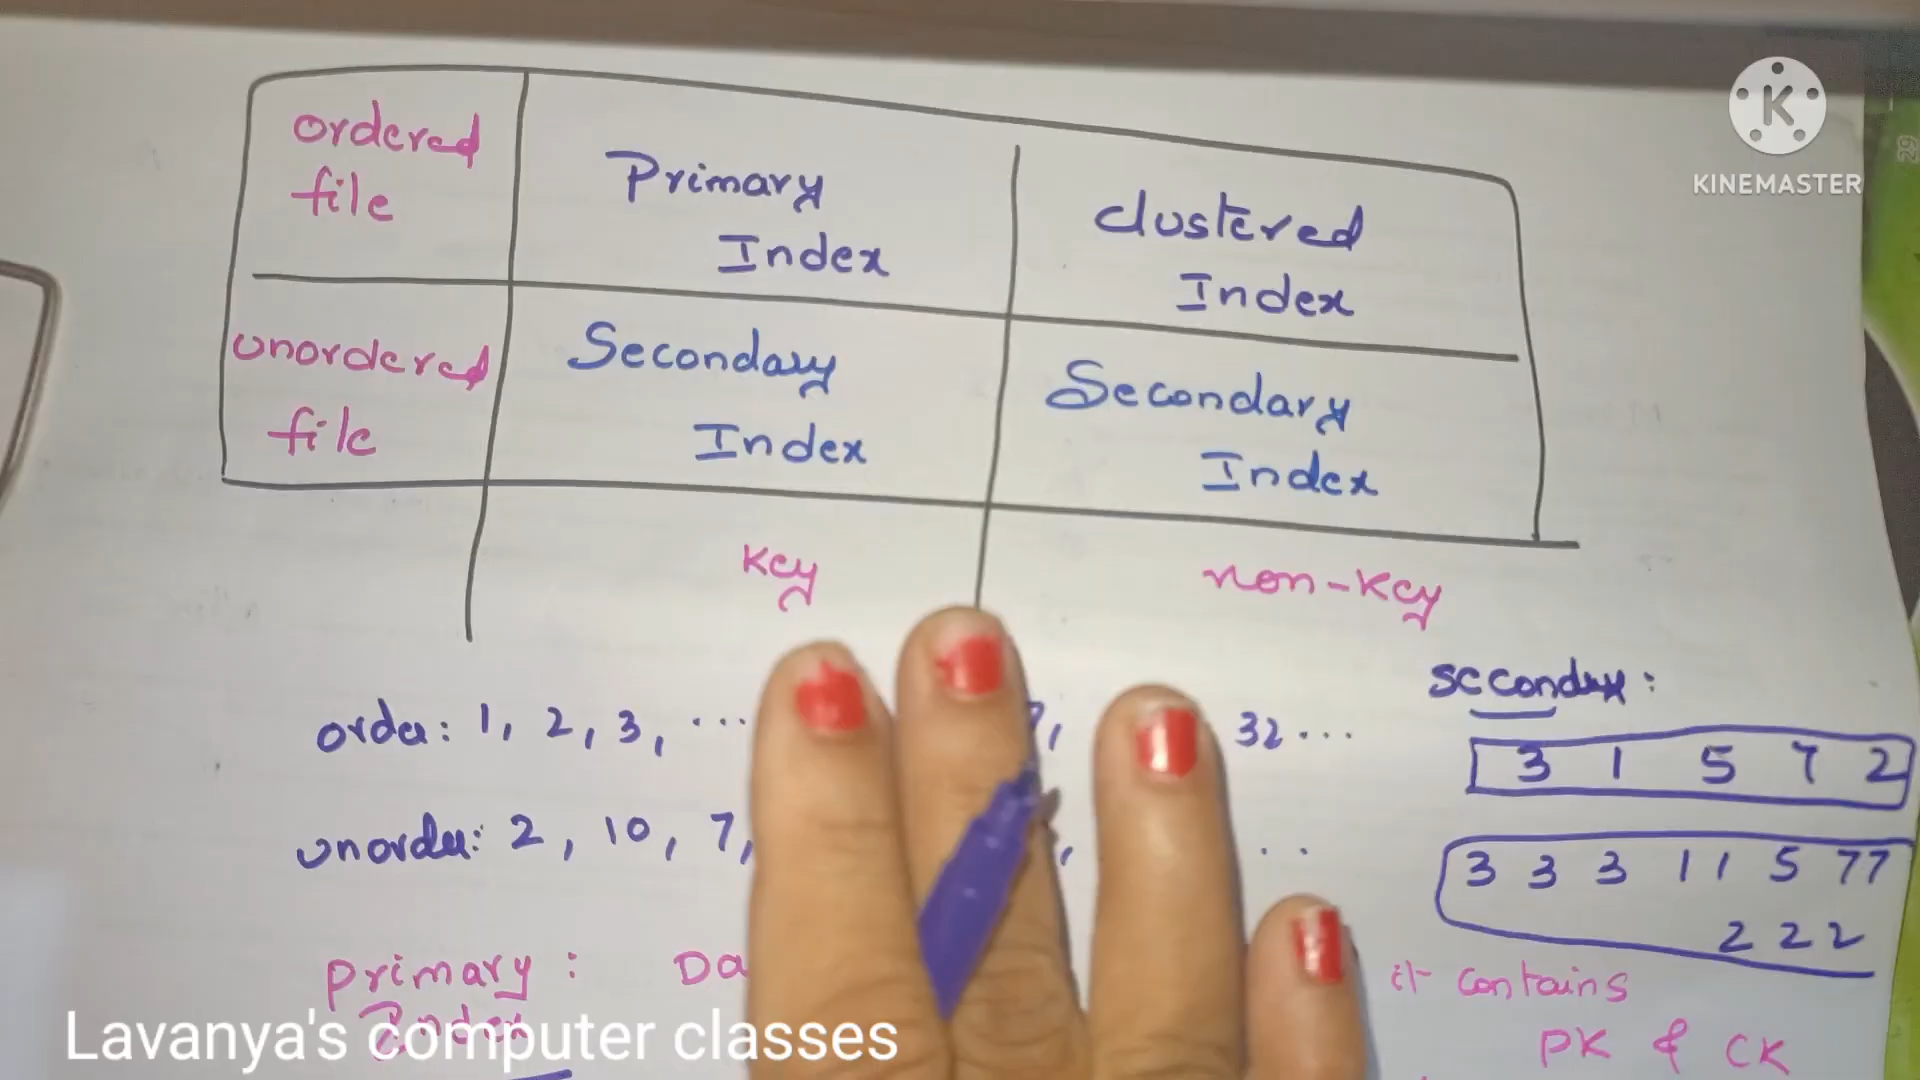 ordered
file
Primary
Index
clustered
Index
unordered
file
Secondary
Index
Secondary
Index
Key
non-key
order: 1, 2, 3, ...
32 ...
unorder: 2, 10, 7,
secondary:
3 1 5 7 2
3 3 3 1 1 5 7 7
2 2 2
primary : Da
Index
it contains
PK & CK
KINEMASTER
Lavanya's computer classes